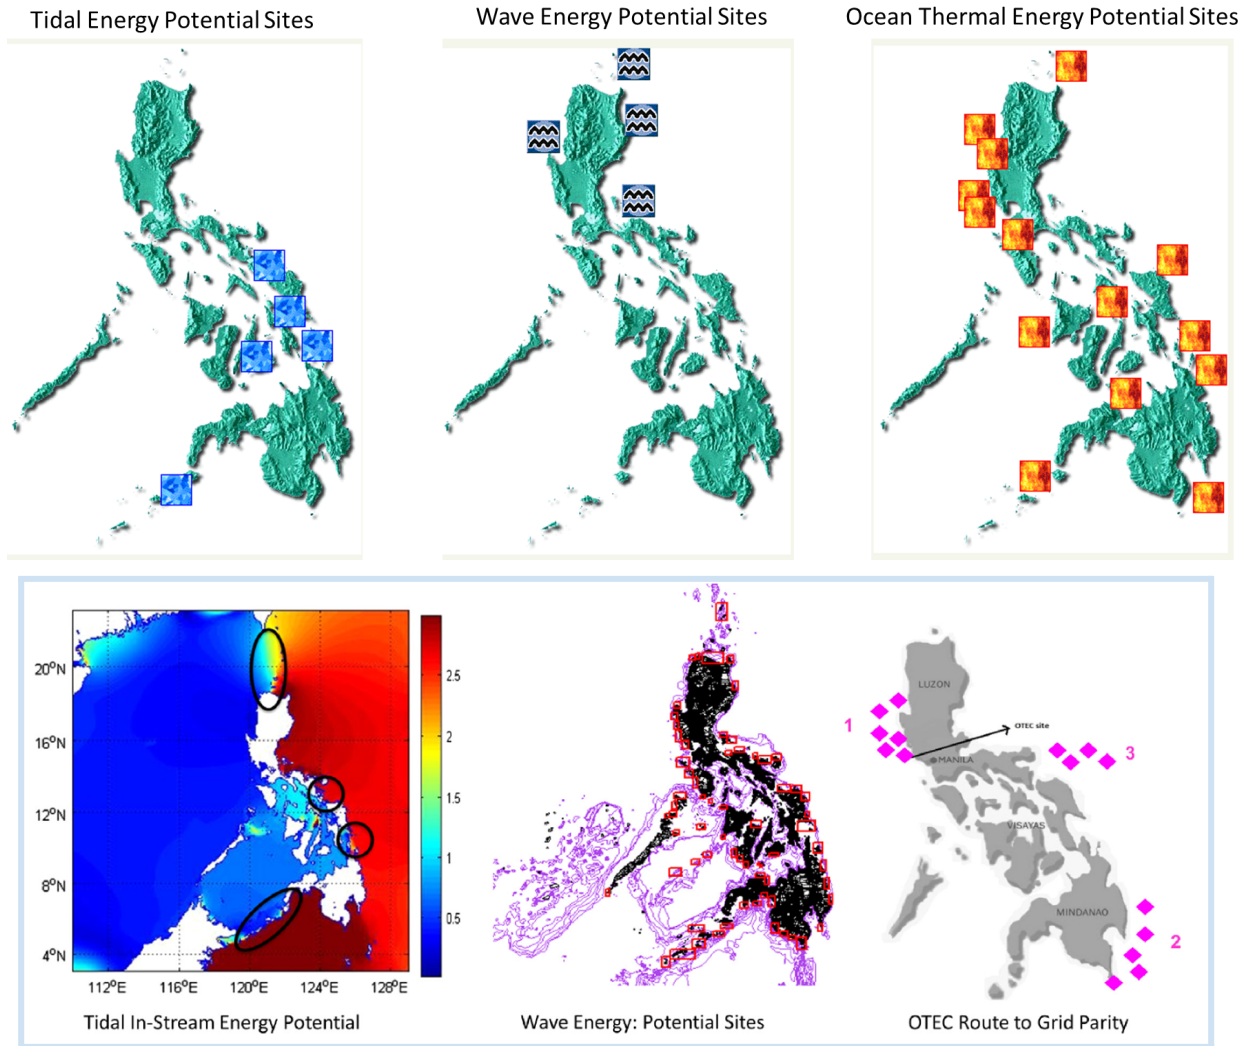 Tidal Energy Potential Sites
Wave Energy Potential Sites
Ocean Thermal Energy Potential Sites
20°N
16°N
12°N
8°N
4°N
112°E
116°E
120°E
124°E
128°E
2.5
2
1.5
1
0.5
Tidal In-Stream Energy Potential
Wave Energy: Potential Sites
LUZON
1
OTEC site
MANILA
3
VISAYAS
MINDANAO
2
OTEC Route to Grid Parity